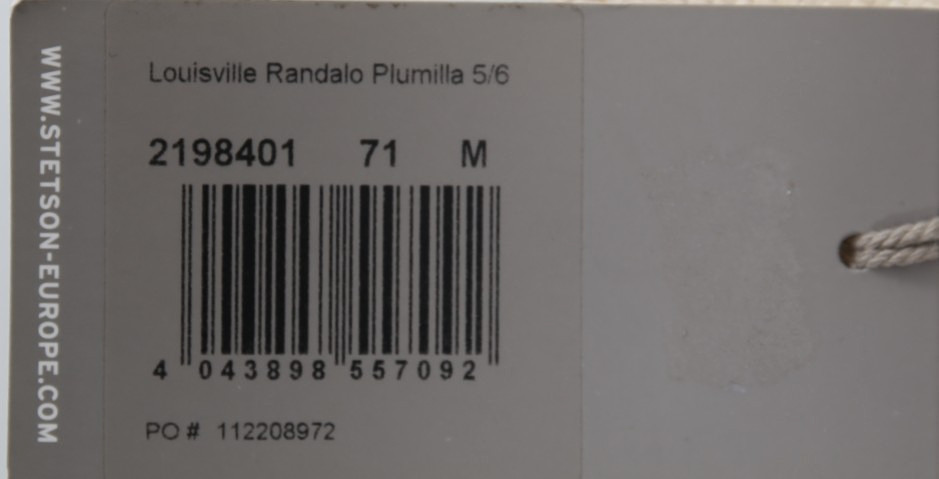 WWW.STETSON-EUROPE.COM
Louisville Randalo Plumilla 5/6
2198401 71 M
4 043898 557092
PO # 112208972